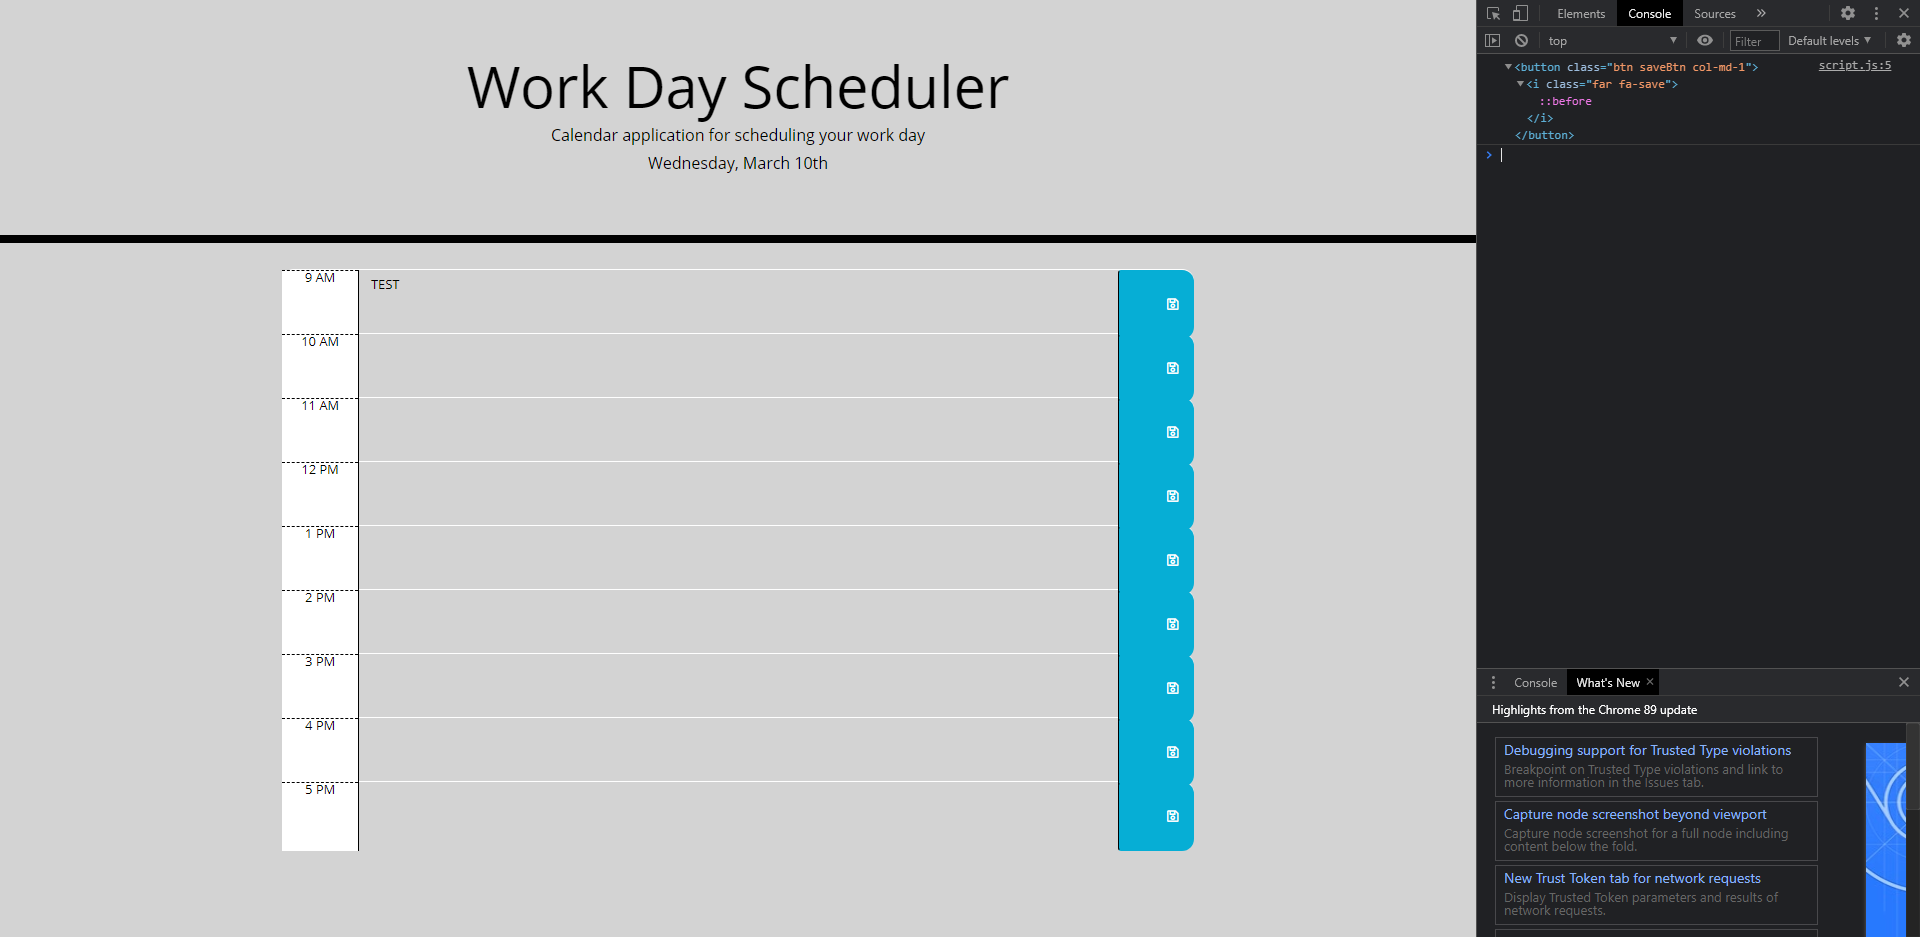 Work Day Scheduler
Calendar application for scheduling your work day
Wednesday, March 10th
9 AM
TEST
10 AM
11 AM
12 PM
1 PM
2 PM
3 PM
4 PM
5 PM
Elements Console Sources »
top Filter Default levels
<button class="btn saveBtn col-md-1"> script.js:5
<i class="far fa-save">
::before
</i>
</button>
Console What's New
Highlights from the Chrome 89 update
Debugging support for Trusted Type violations
Breakpoint on Trusted Type violations and link to
more information in the Issues tab.
Capture node screenshot beyond viewport
Capture node screenshot for a full node including
content below the fold.
New Trust Token tab for network requests
Display Trusted Token parameters and results of
network requests.